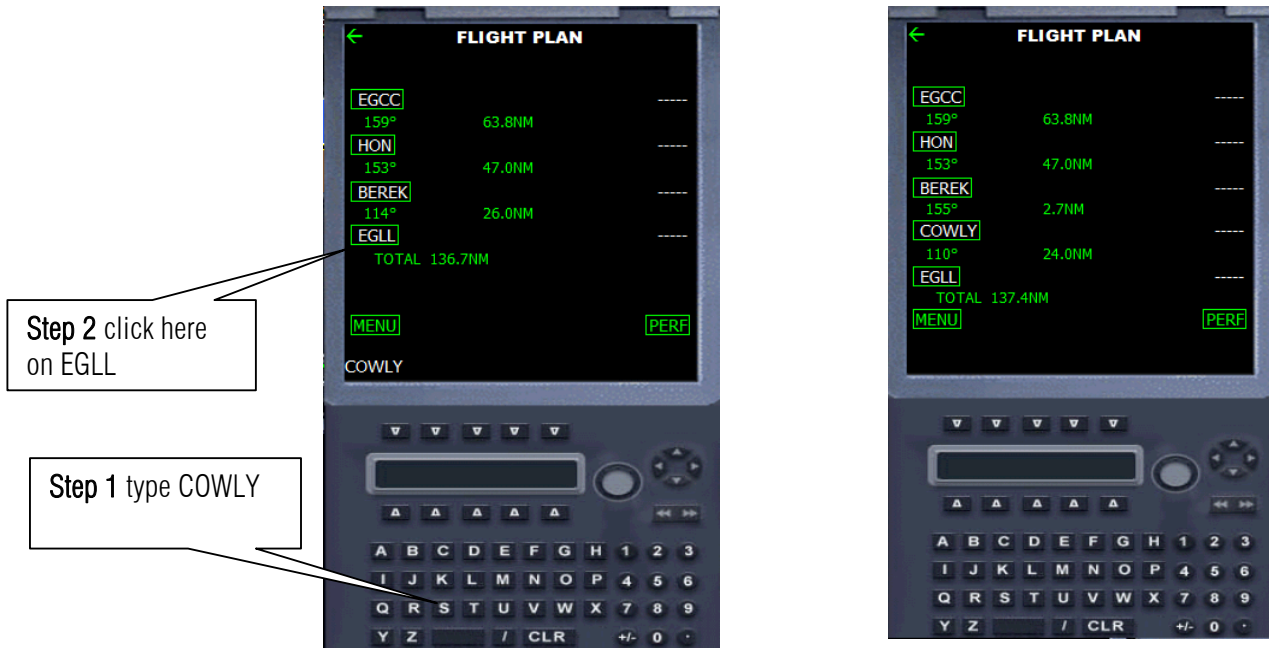 FLIGHT PLAN
EGCC -----
159° 63.8NM
HON -----
153° 47.0NM
BEREK -----
114° 26.0NM
EGLL -----
TOTAL 136.7NM
MENU PERF
COWLY
Step 2 click here
on EGLL
Step 1 type COWLY
A B C D E F G H 1 2 3
I J K L M N O P 4 5 6
Q R S T U V W X 7 8 9
Y Z / CLR +/- 0 .
FLIGHT PLAN
EGCC -----
159° 63.8NM
HON -----
153° 47.0NM
BEREK -----
155° 2.7NM
COWLY -----
110° 24.0NM
EGLL -----
TOTAL 137.4NM
MENU PERF
A B C D E F G H 1 2 3
I J K L M N O P 4 5 6
Q R S T U V W X 7 8 9
Y Z / CLR +/- 0 .